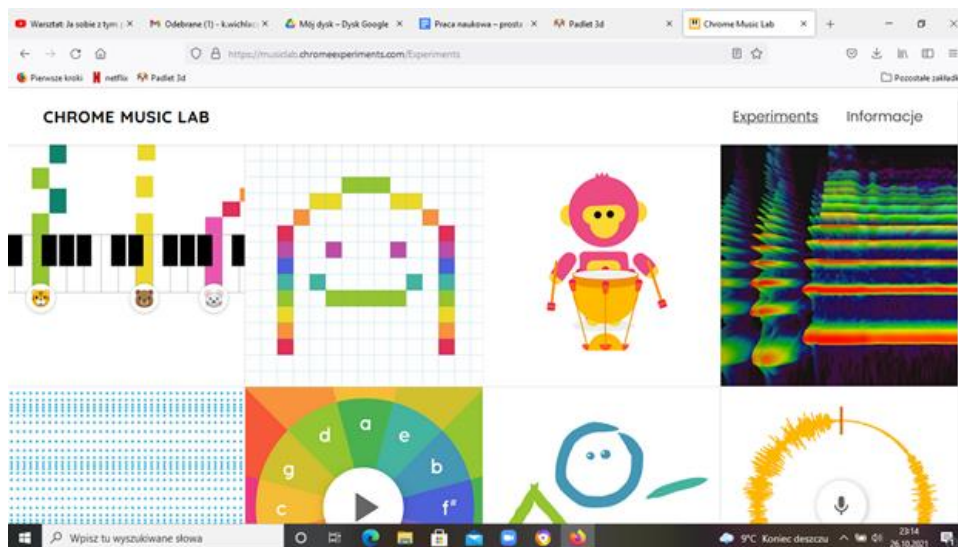 Warsztat: Ja sobie z tym
Odebrane (1) - k.wichlac
Mój dysk – Dysk Google
Praca naukowa – prostu
Padlet 3d
Chrome Music Lab
https://musiclab.chromeexperiments.com/Experiments
Pierwsze kroki
netflix
Padlet 3d
Pozostałe zakładki
CHROME MUSIC LAB
Experiments
Informacje
c
g
d
a
e
b
f#
Wpisz tu wyszukiwane słowa
9°C Koniec deszczu
23:14
26.10.2021